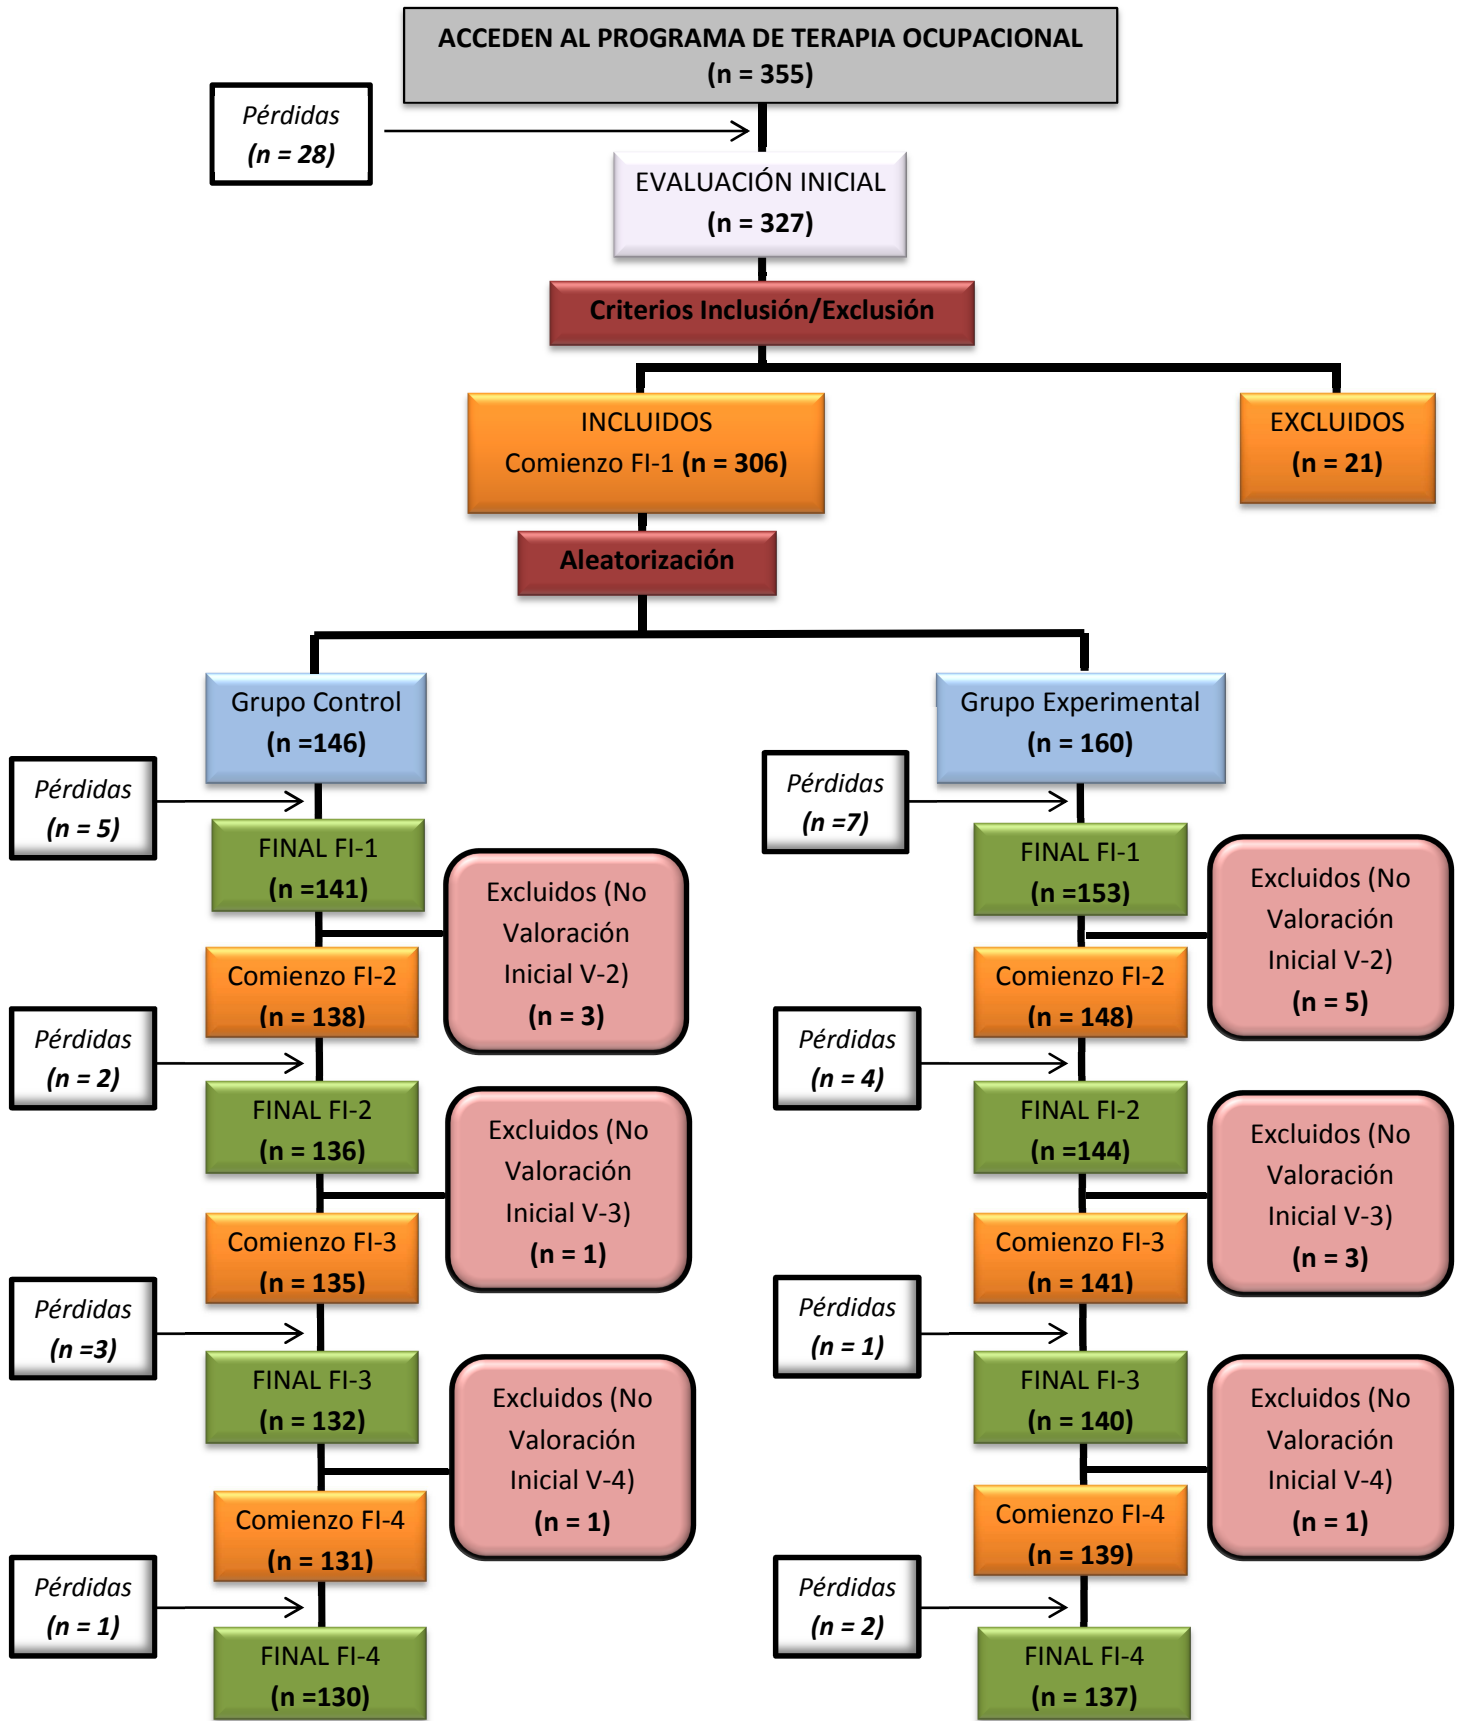 ACCEDEN AL PROGRAMA DE TERAPIA OCUPACIONAL
(n = 355)
Pérdidas
(n = 28)
EVALUACIÓN INICIAL
(n = 327)
Criterios Inclusión/Exclusión
INCLUIDOS
Comienzo FI-1 (n = 306)
EXCLUIDOS
(n = 21)
Aleatorización
Grupo Control
(n =146)
Pérdidas
(n = 5)
FINAL FI-1
(n =141)
Excluidos (No
Valoración
Inicial V-2)
(n = 3)
Comienzo FI-2
(n = 138)
Pérdidas
(n = 2)
FINAL FI-2
(n = 136)
Excluidos (No
Valoración
Inicial V-3)
(n = 1)
Comienzo FI-3
(n = 135)
Pérdidas
(n =3)
FINAL FI-3
(n = 132)
Excluidos (No
Valoración
Inicial V-4)
(n = 1)
Comienzo FI-4
(n = 131)
Pérdidas
(n = 1)
FINAL FI-4
(n =130)
Grupo Experimental
(n = 160)
Pérdidas
(n =7)
FINAL FI-1
(n =153)
Excluidos (No
Valoración
Inicial V-2)
(n = 5)
Comienzo FI-2
(n = 148)
Pérdidas
(n = 4)
FINAL FI-2
(n =144)
Excluidos (No
Valoración
Inicial V-3)
(n = 3)
Comienzo FI-3
(n = 141)
Pérdidas
(n = 1)
FINAL FI-3
(n = 140)
Excluidos (No
Valoración
Inicial V-4)
(n = 1)
Comienzo FI-4
(n = 139)
Pérdidas
(n = 2)
FINAL FI-4
(n = 137)